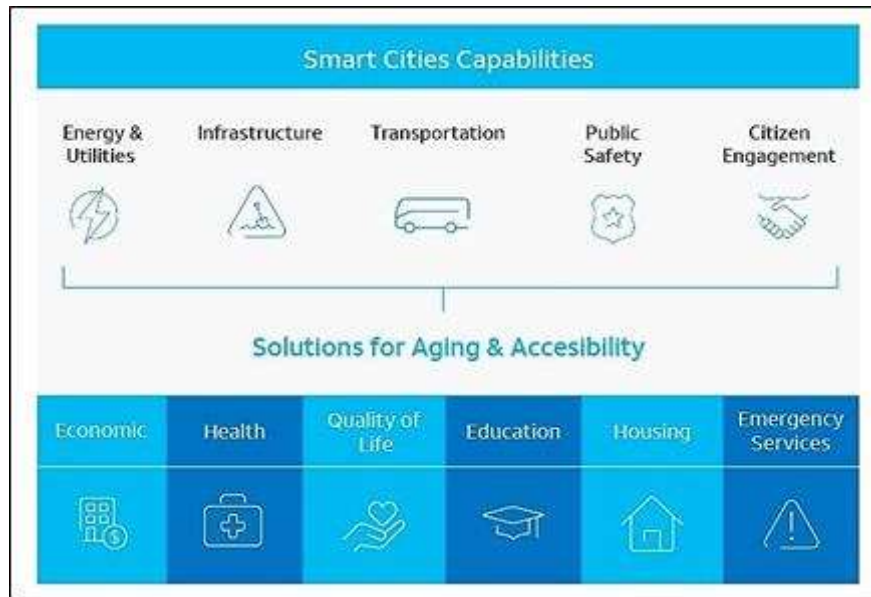 Smart Cities Capabilities
Energy &
Utilities
Infrastructure
Transportation
Public
Safety
Citizen
Engagement
Solutions for Aging & Accesibility
Economic
Health
Quality of
Life
Education
Housing
Emergency
Services
$